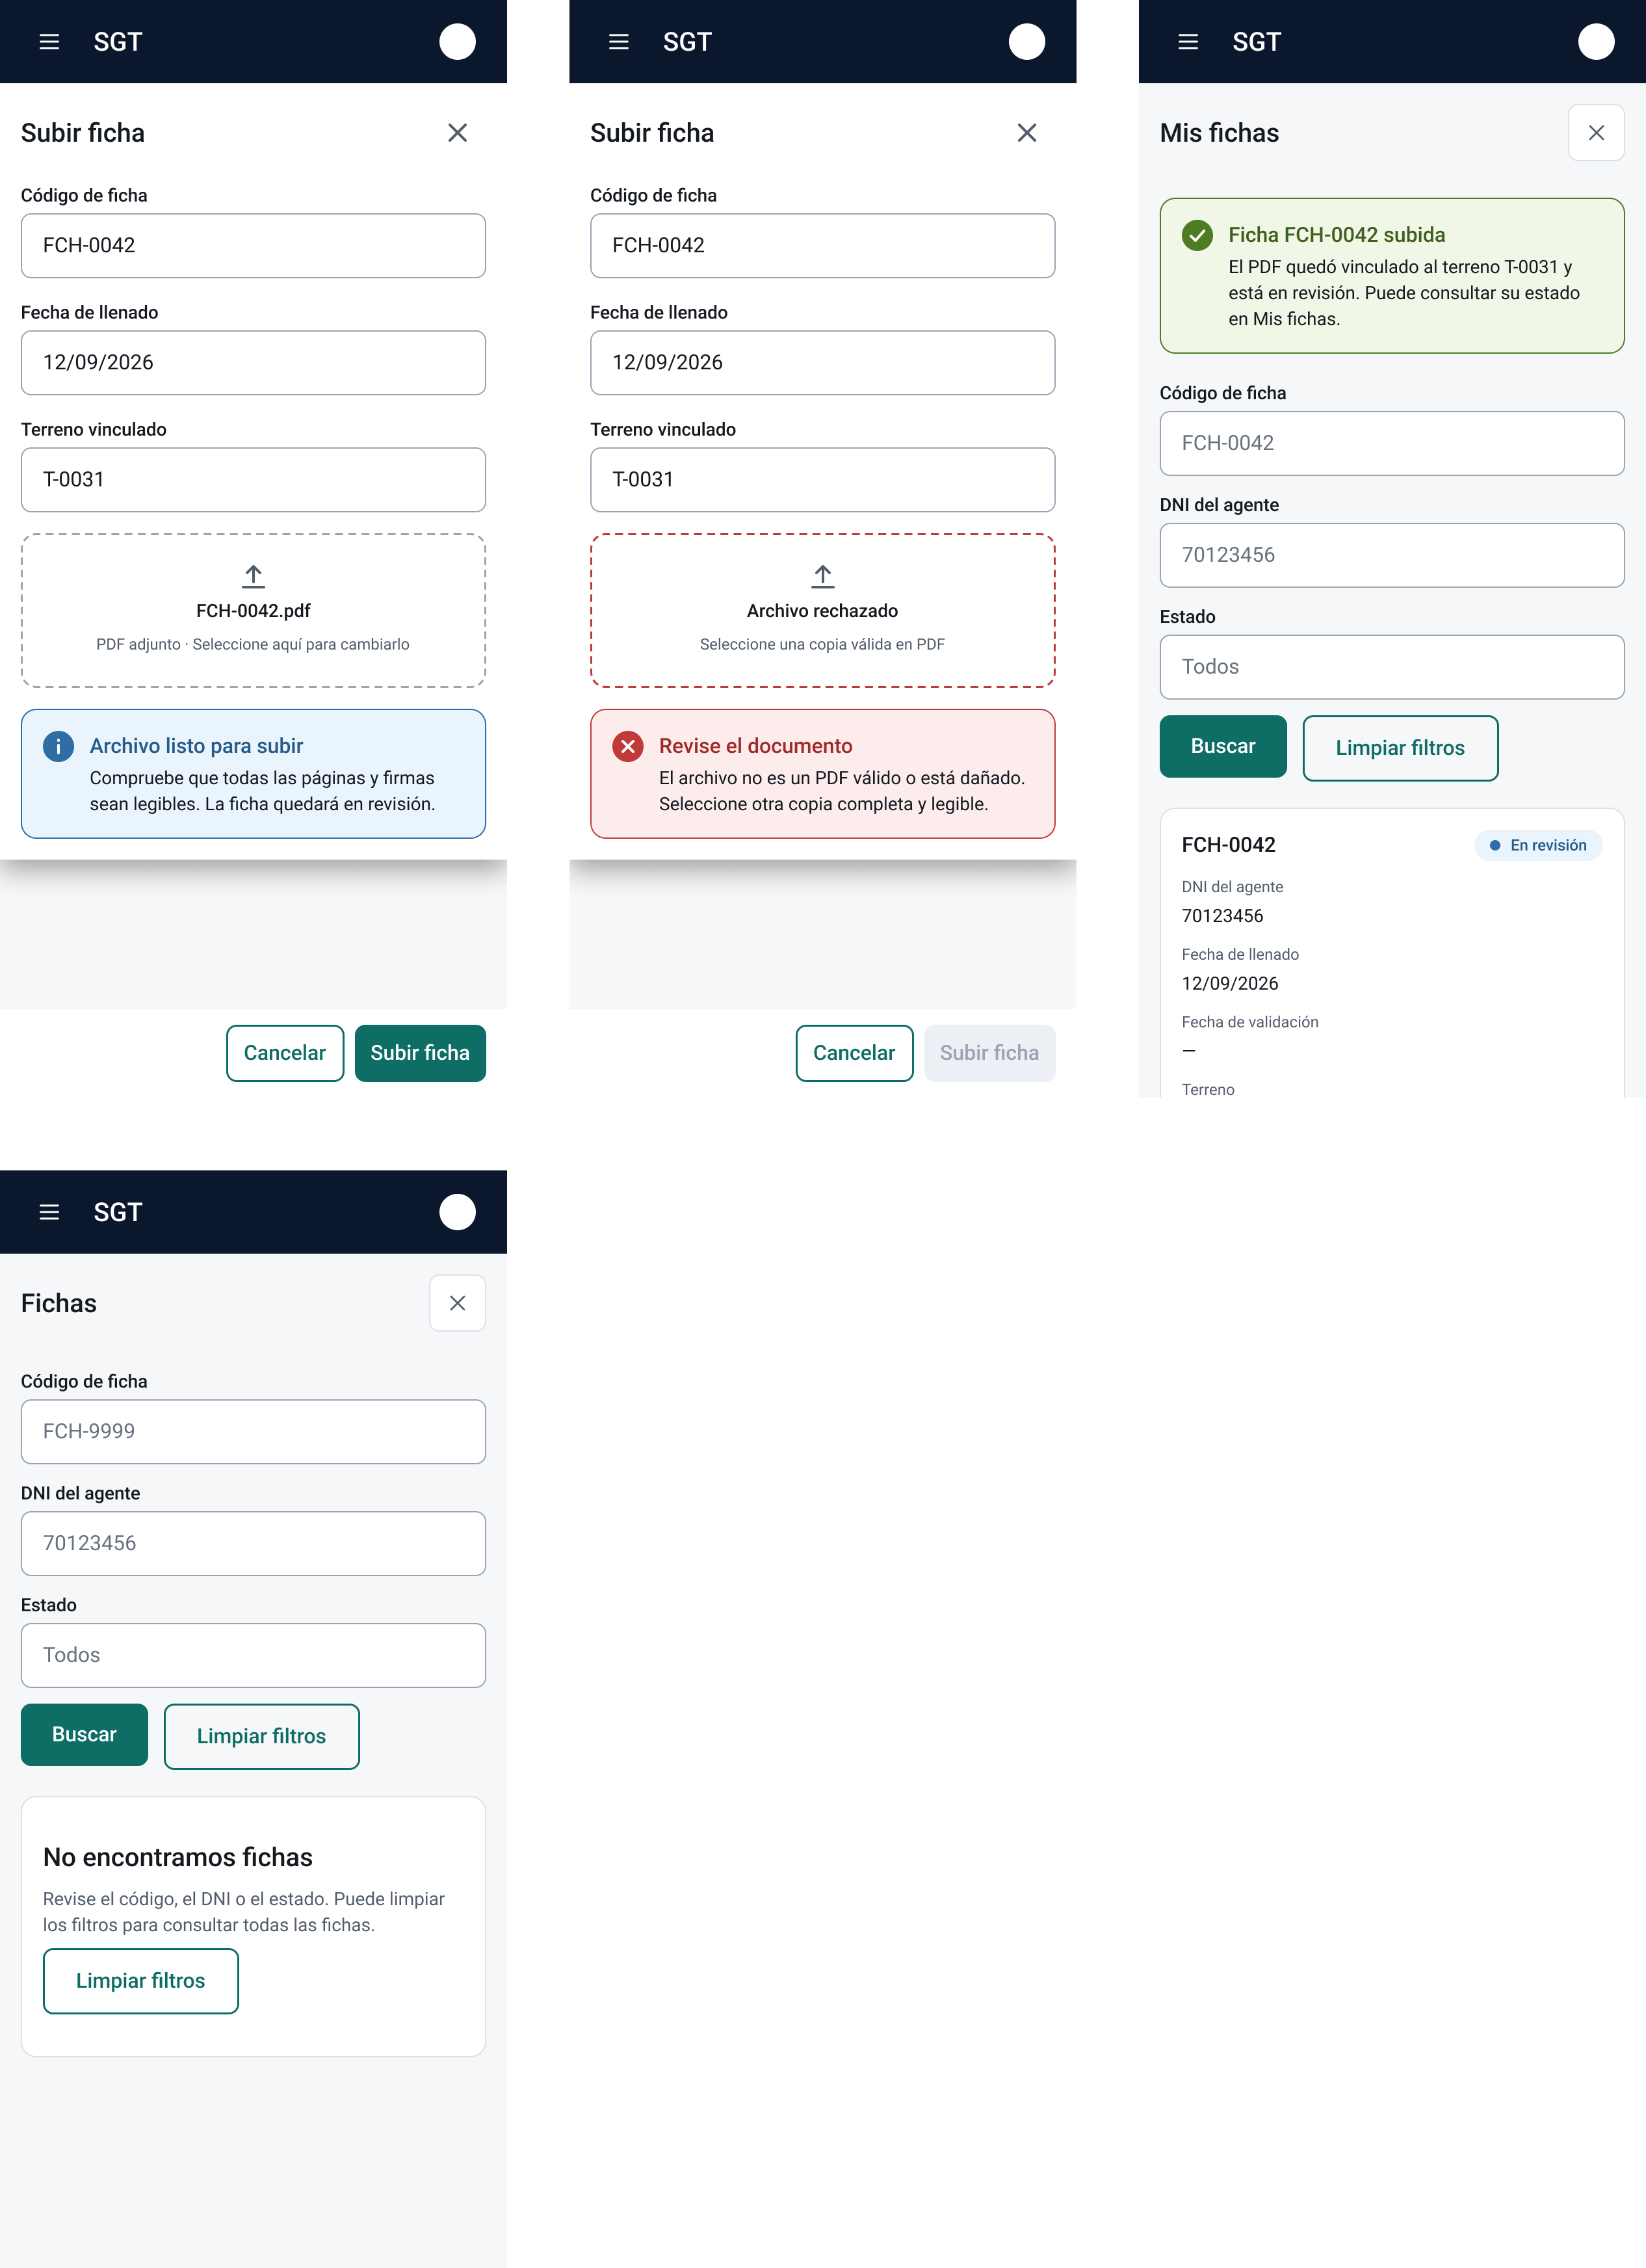 SGT
Subir ficha
Código de ficha
FCH-0042
Fecha de llenado
12/09/2026
Terreno vinculado
T-0031
FCH-0042.pdf
PDF adjunto · Seleccione aquí para cambiarlo
Archivo listo para subir
Compruebe que todas las páginas y firmas
sean legibles. La ficha quedará en revisión.
Cancelar
Subir ficha
SGT
Subir ficha
Código de ficha
FCH-0042
Fecha de llenado
12/09/2026
Terreno vinculado
T-0031
Archivo rechazado
Seleccione una copia válida en PDF
Revise el documento
El archivo no es un PDF válido o está dañado.
Seleccione otra copia completa y legible.
Cancelar
Subir ficha
SGT
Mis fichas
Ficha FCH-0042 subida
El PDF quedó vinculado al terreno T-0031 y
está en revisión. Puede consultar su estado
en Mis fichas.
Código de ficha
FCH-0042
DNI del agente
70123456
Estado
Todos
Buscar
Limpiar filtros
FCH-0042
En revisión
DNI del agente
70123456
Fecha de llenado
12/09/2026
Fecha de validación
—
Terreno
SGT
Fichas
Código de ficha
FCH-9999
DNI del agente
70123456
Estado
Todos
Buscar
Limpiar filtros
No encontramos fichas
Revise el código, el DNI o el estado. Puede limpiar
los filtros para consultar todas las fichas.
Limpiar filtros